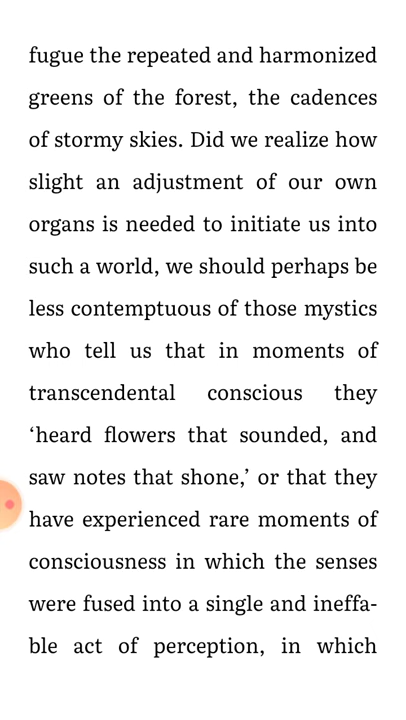 fugue the repeated and harmonized
greens of the forest, the cadences
of stormy skies. Did we realize how
slight an adjustment of our own
organs is needed to initiate us into
such a world, we should perhaps be
less contemptuous of those mystics
who tell us that in moments of
transcendental conscious they
‘heard flowers that sounded, and
saw notes that shone,’ or that they
have experienced rare moments of
consciousness in which the senses
were fused into a single and ineffa-
ble act of perception, in which